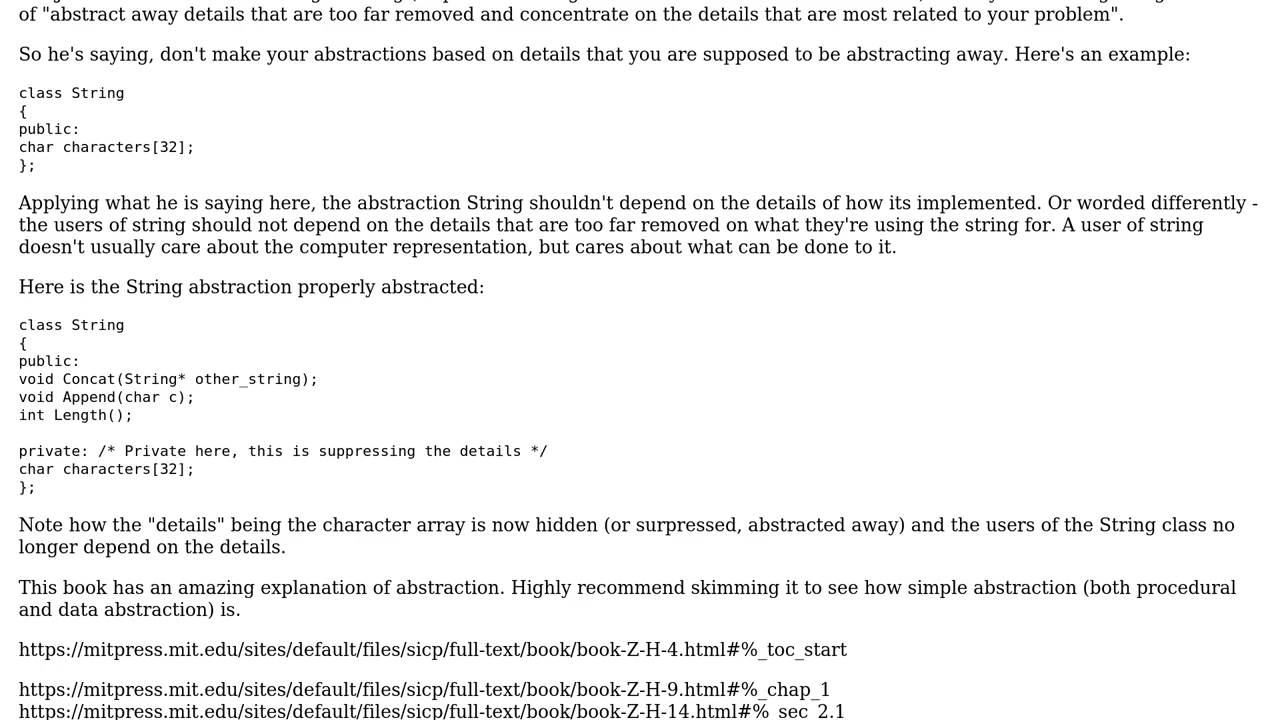 of "abstract away details that are too far removed and concentrate on the details that are most related to your problem".
So he's saying, don't make your abstractions based on details that you are supposed to be abstracting away. Here's an example:
class String
{
public:
char characters[32];
};
Applying what he is saying here, the abstraction String shouldn't depend on the details of how its implemented. Or worded differently -
the users of string should not depend on the details that are too far removed on what they're using the string for. A user of string
doesn't usually care about the computer representation, but cares about what can be done to it.
Here is the String abstraction properly abstracted:
class String
{
public:
void Concat(String* other_string);
void Append(char c);
int Length();
private: /* Private here, this is suppressing the details */
char characters[32];
};
Note how the "details" being the character array is now hidden (or surpressed, abstracted away) and the users of the String class no
longer depend on the details.
This book has an amazing explanation of abstraction. Highly recommend skimming it to see how simple abstraction (both procedural
and data abstraction) is.
https://mitpress.mit.edu/sites/default/files/sicp/full-text/book/book-Z-H-4.html#%_toc_start
https://mitpress.mit.edu/sites/default/files/sicp/full-text/book/book-Z-H-9.html#%_chap_1
https://mitpress.mit.edu/sites/default/files/sicp/full-text/book/book-Z-H-14.html#%_sec_2.1